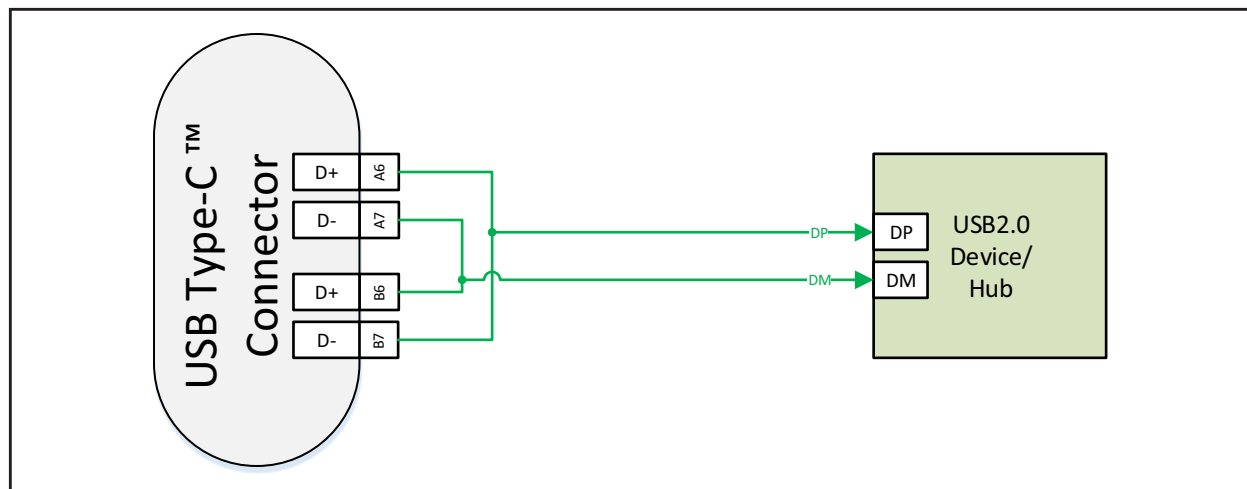 USB Type-C ™
Connector
D+ A6
D- A7
D+ B6
D- B7
DP
DM
DP
DM
USB2.0
Device/
Hub